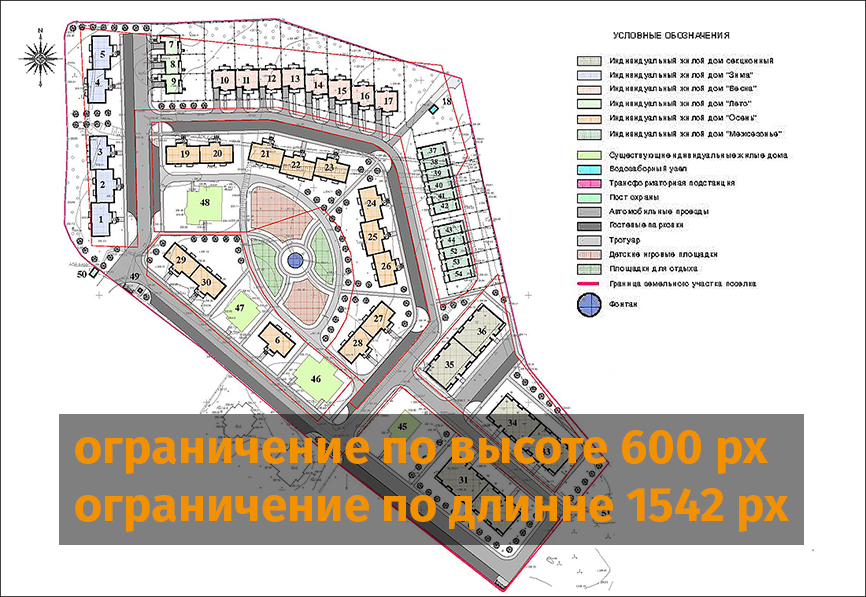 УСЛОВНЫЕ ОБОЗНАЧЕНИЯ
Индивидуальный жилой дом секционный
Индивидуальный жилой дом "Зима"
Индивидуальный жилой дом "Весна"
Индивидуальный жилой дом "Лето"
Индивидуальный жилой дом "Осень"
Индивидуальный жилой дом "Межсезонье"
Существующие идивидуальные жилые дома
Водозаборный узел
Трансформаторная подстанция
Пост охраны
Автомобильные проезды
Гостевые парковки
Тротуар
Детские игровые площадки
Площадки для отдыха
Граница земельного участка поселка
Фонтан
N
5
7
8
4
9
10
11
12
13
14
15
16
17
18
3
19
20
21
22
23
37
38
39
40
41
42
2
48
24
1
25
43
44
52
53
54
29
26
50
49
30
47
27
36
6
28
35
46
45
34
33
31
51
ограничение по высоте 600 px
ограничение по длинне 1542 px